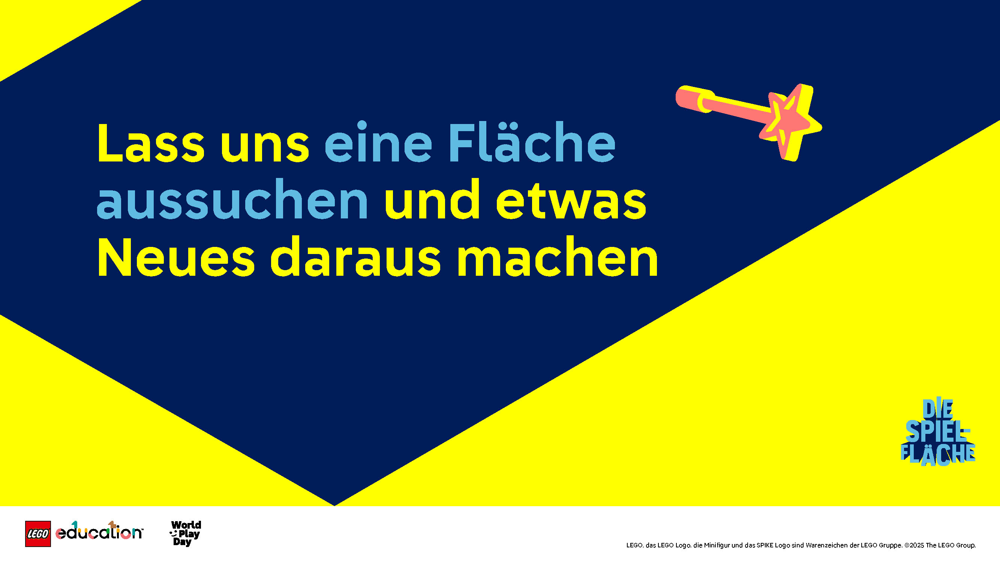 Lass uns eine Fläche
aussuchen und etwas
Neues daraus machen
DIE
SPIEL-
FLÄCHE
LEGO education™
World
Play
Day
LEGO, das LEGO Logo, die Minifigur und das SPIKE Logo sind Warenzeichen der LEGO Gruppe. ©2025 The LEGO Group.